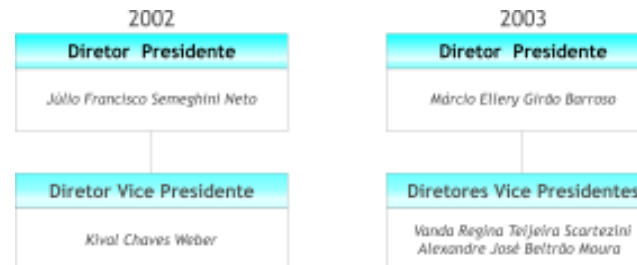 2002
Diretor Presidente
Júlio Francisco Semeghini Neto
Diretor Vice Presidente
Kival Chaves Weber
2003
Diretor Presidente
Márcio Ellery Girão Barroso
Diretores Vice Presidentes
Vanda Regina Teijeira Scartezini
Alexandre José Beltrão Moura